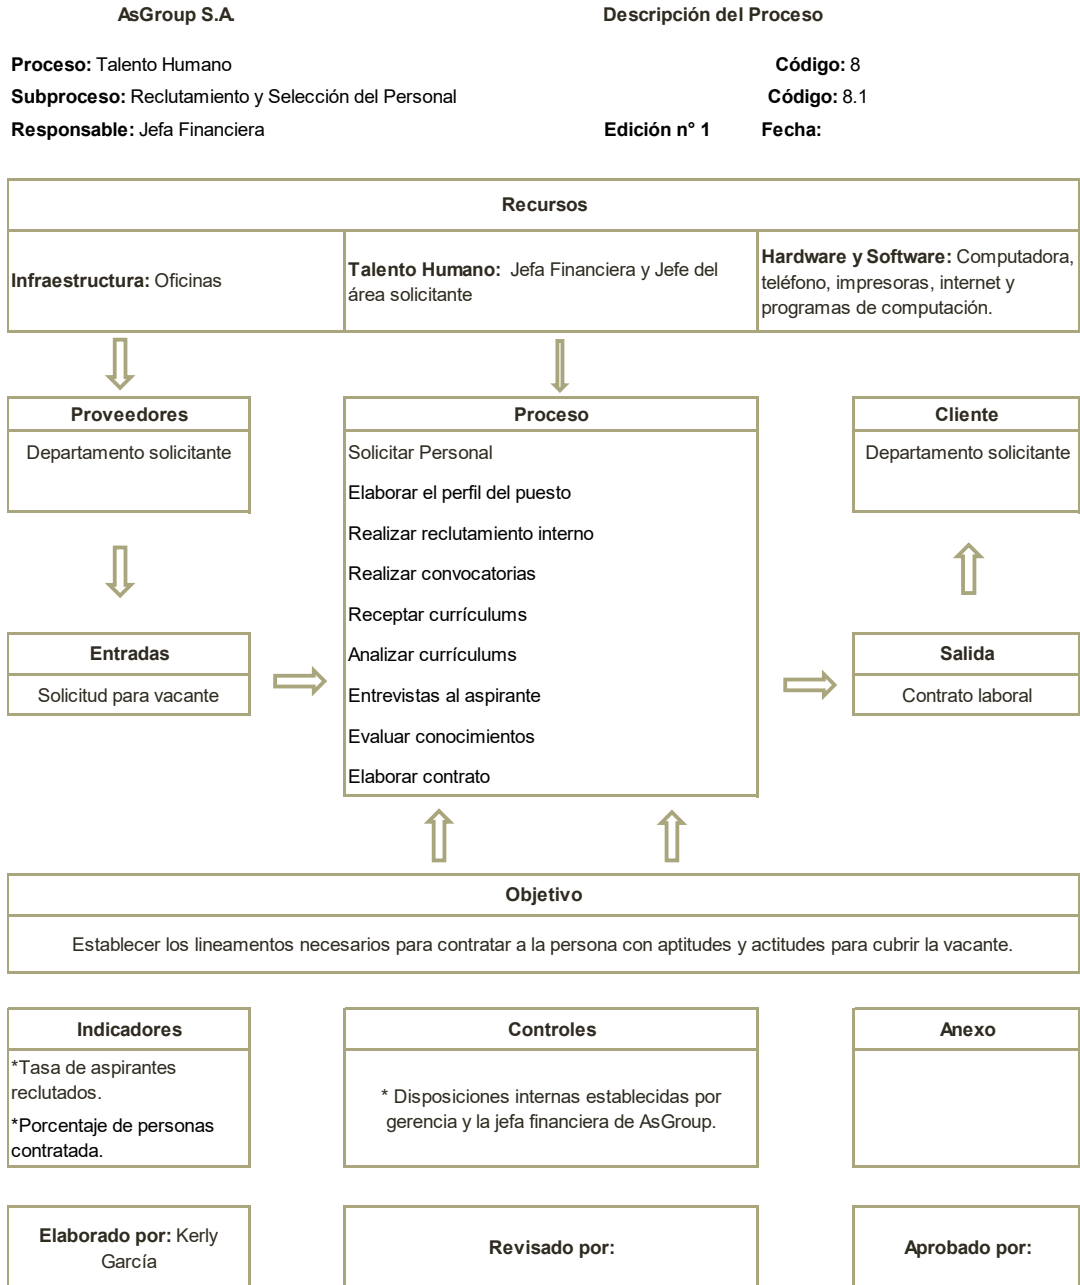 AsGroup S.A.
Descripción del Proceso
Proceso: Talento Humano
Código: 8
Subproceso: Reclutamiento y Selección del Personal
Código: 8.1
Responsable: Jefa Financiera
Edición n° 1
Fecha:
Recursos
Infraestructura: Oficinas
Talento Humano: Jefa Financiera y Jefe del
área solicitante
Hardware y Software: Computadora,
teléfono, impresoras, internet y
programas de computación.
Proveedores
Departamento solicitante
Proceso
Solicitar Personal
Elaborar el perfil del puesto
Realizar reclutamiento interno
Realizar convocatorias
Receptar currículums
Analizar currículums
Entrevistas al aspirante
Evaluar conocimientos
Elaborar contrato
Cliente
Departamento solicitante
Entradas
Solicitud para vacante
Salida
Contrato laboral
Objetivo
Establecer los lineamentos necesarios para contratar a la persona con aptitudes y actitudes para cubrir la vacante.
Indicadores
*Tasa de aspirantes
reclutados.
*Porcentaje de personas
contratada.
Controles
* Disposiciones internas establecidas por
gerencia y la jefa financiera de AsGroup.
Anexo
Elaborado por: Kerly
García
Revisado por:
Aprobado por: